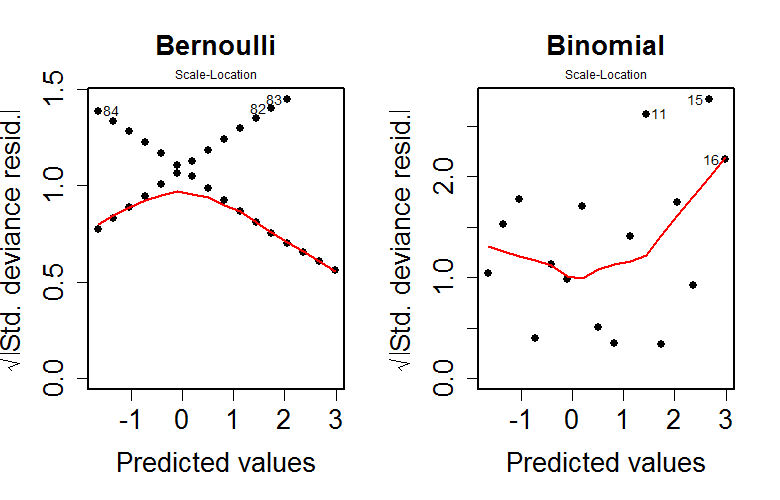 Bernoulli
Scale-Location
√|Std. deviance resid.|
0.0 0.5 1.0 1.5
84
83
82
-1 0 1 2 3
Predicted values
Binomial
Scale-Location
√|Std. deviance resid.|
0.0 1.0 2.0
15
11
16
-1 0 1 2 3
Predicted values